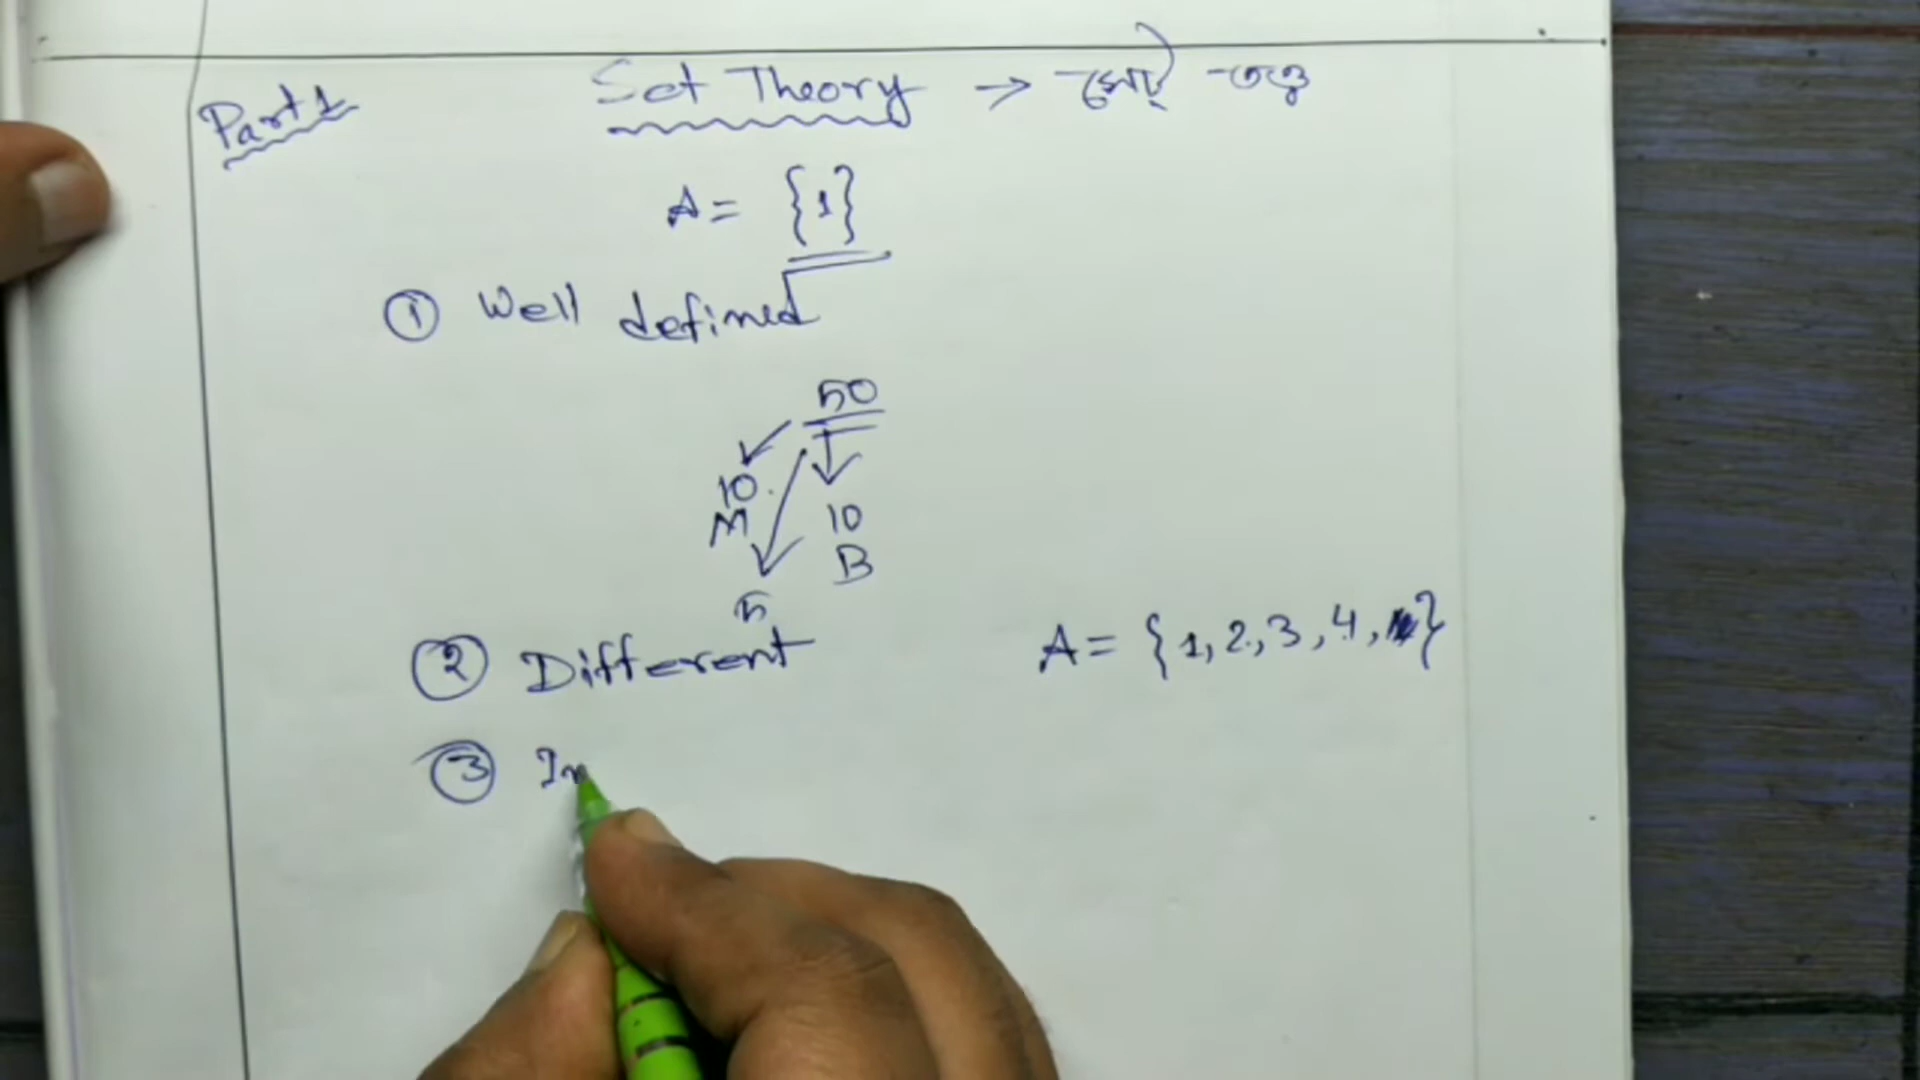 Part 1
Set Theory → সেট তত্ত্ব
A = {1}
① Well defined
50
10 10
M B
5
② Different
A = {1, 2, 3, 4, }
③ In